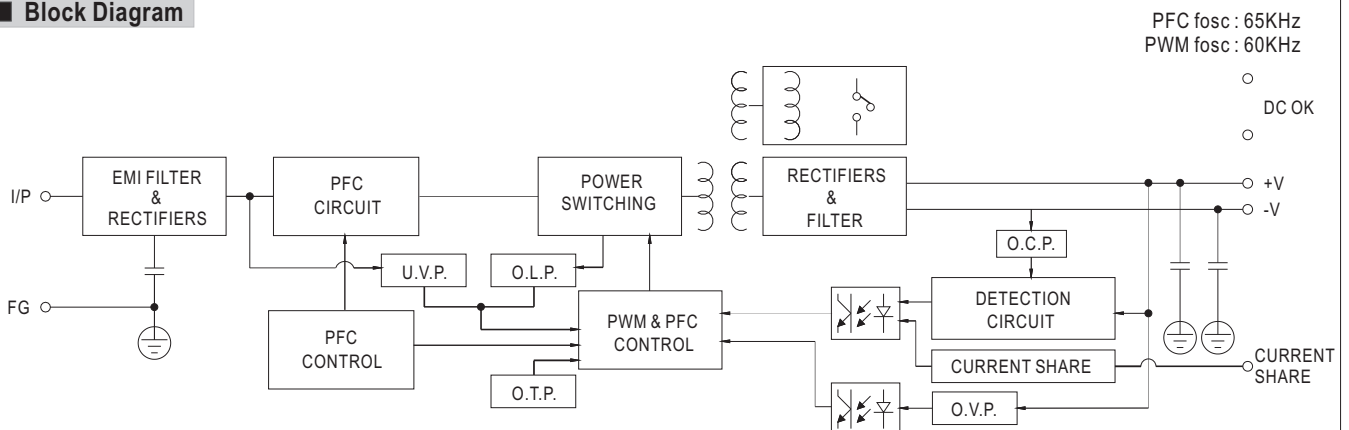 Block Diagram
PFC fosc : 65KHz
PWM fosc : 60KHz
DC OK
I/P
EMI FILTER
&
RECTIFIERS
PFC
CIRCUIT
POWER
SWITCHING
RECTIFIERS
&
FILTER
+V
-V
O.C.P.
U.V.P.
O.L.P.
FG
PFC
CONTROL
PWM & PFC
CONTROL
DETECTION
CIRCUIT
O.T.P.
CURRENT SHARE
CURRENT
SHARE
O.V.P.